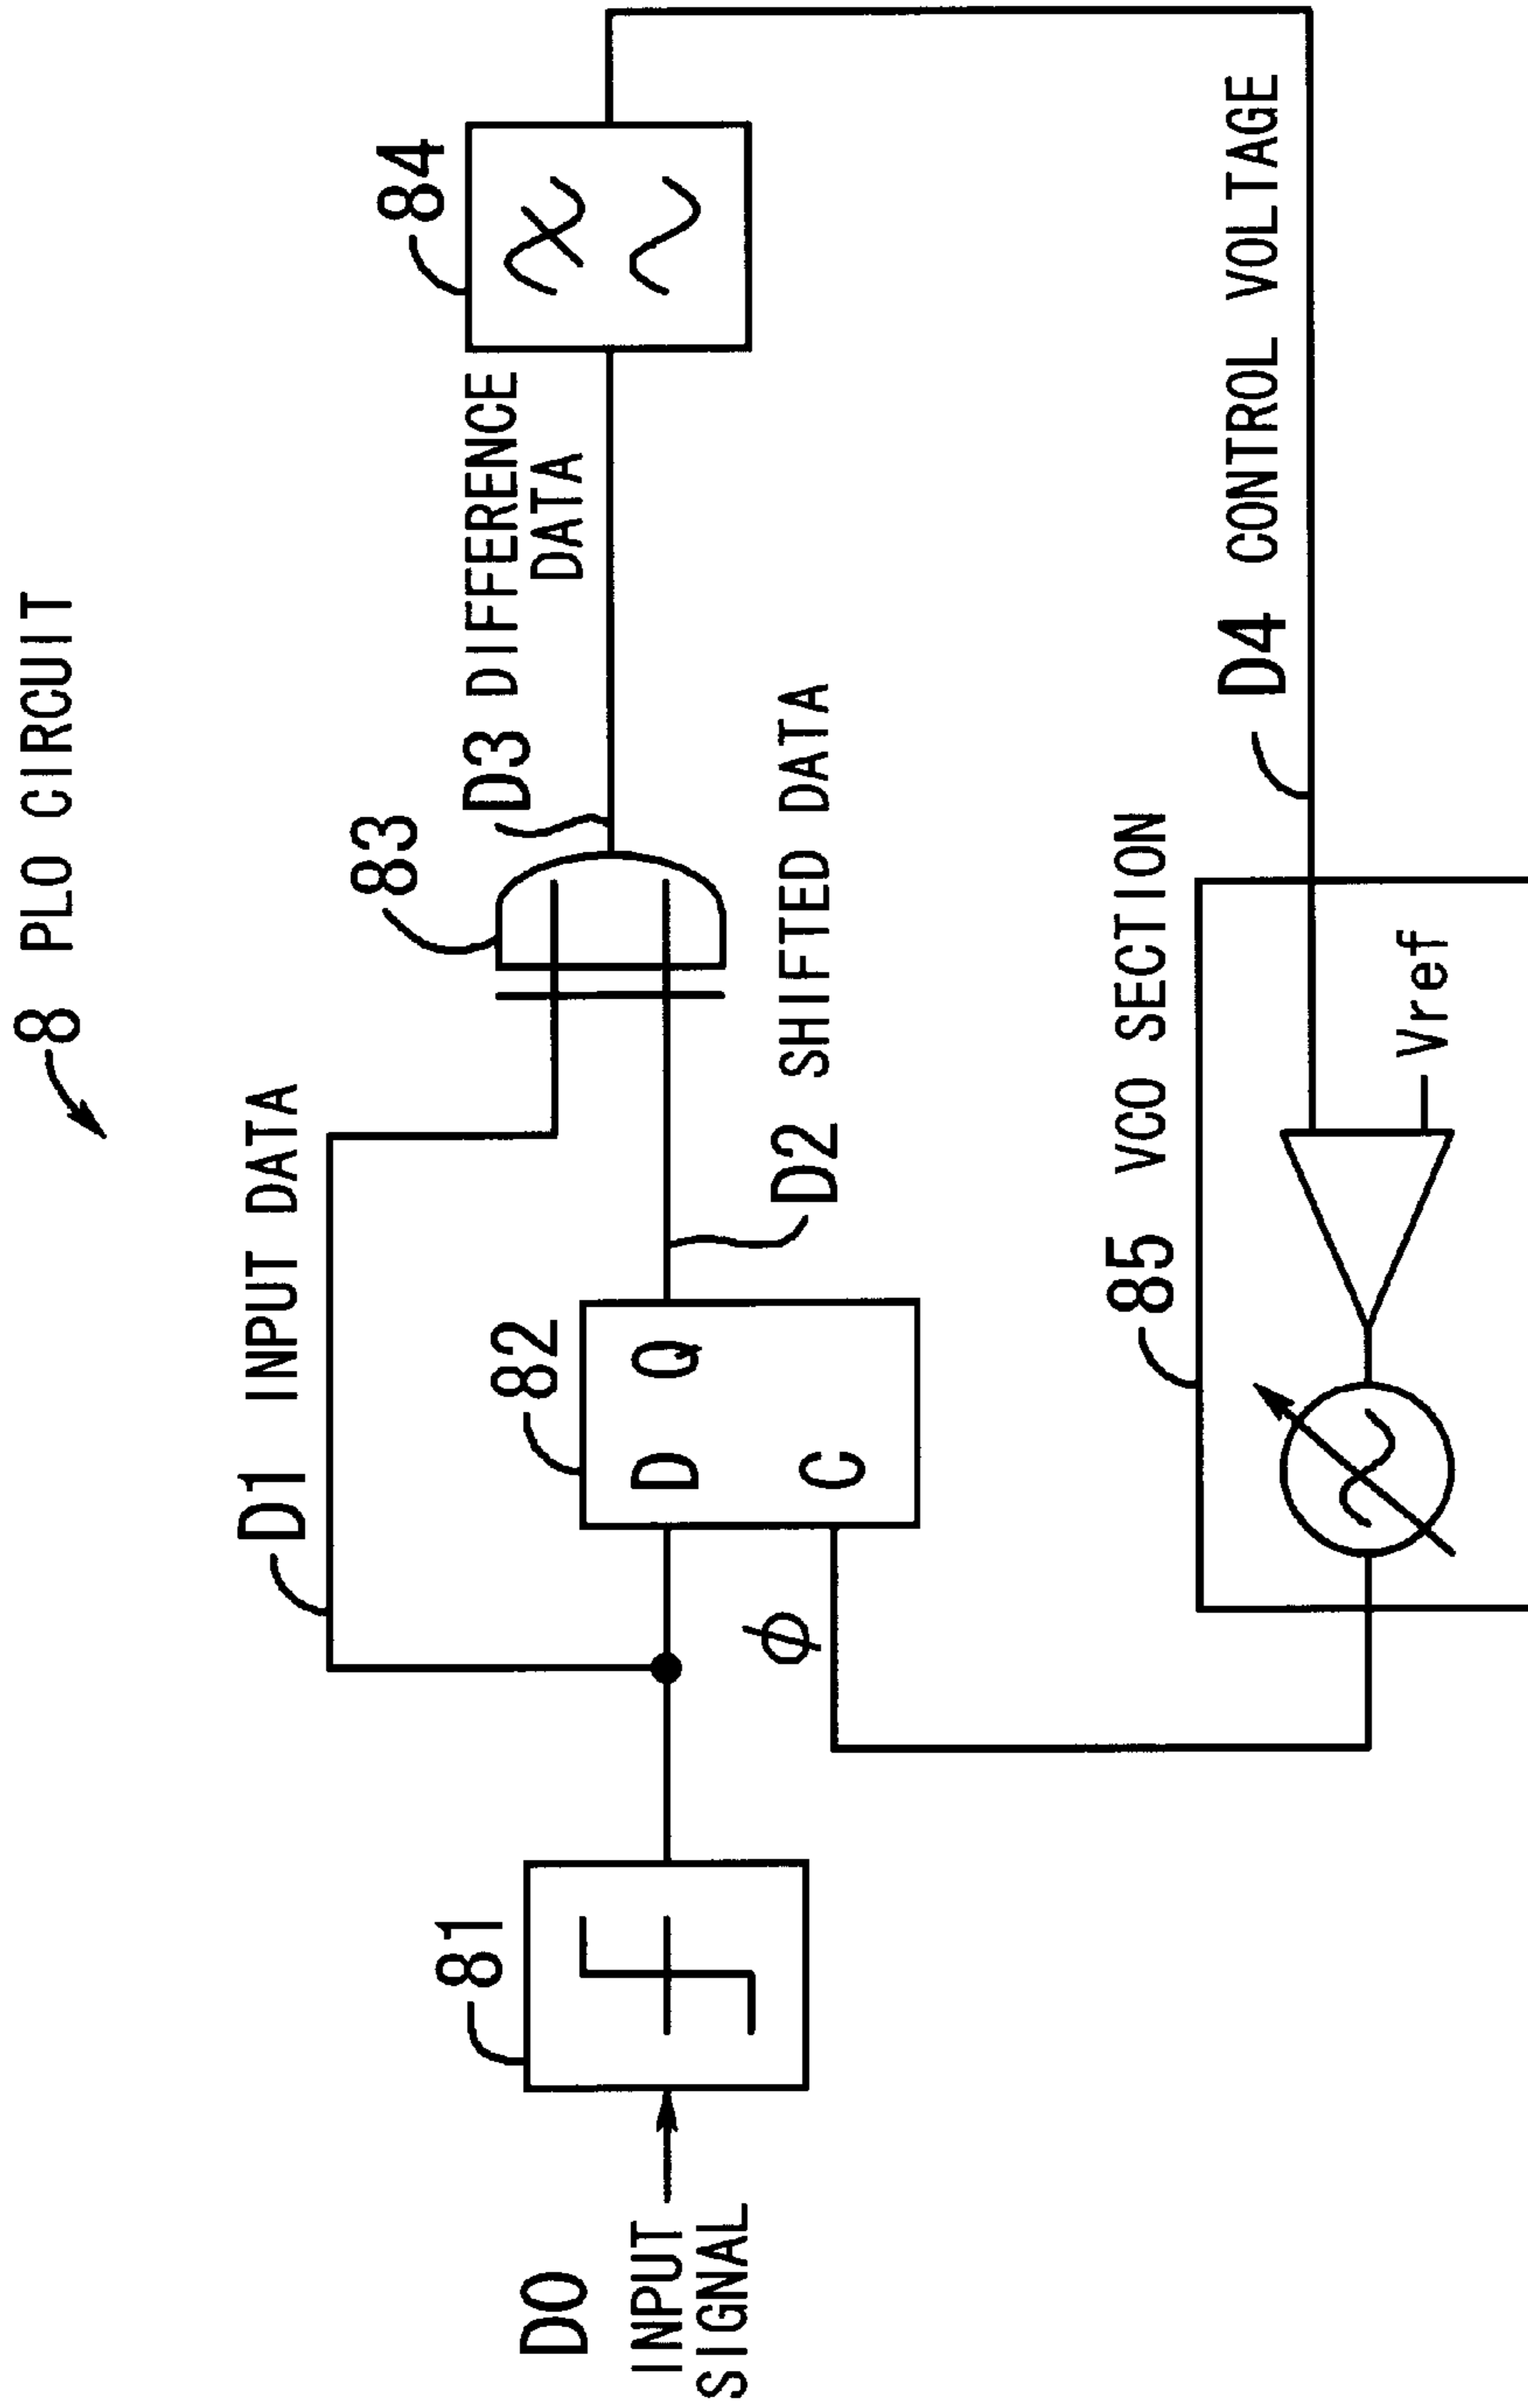 8 PLO CIRCUIT
D1 INPUT DATA
83
D3 DIFFERENCE
DATA
84
D0
INPUT
SIGNAL
81
82
D Q
C
ϕ
D2 SHIFTED DATA
85 VCO SECTION
D4 CONTROL VOLTAGE
Vref